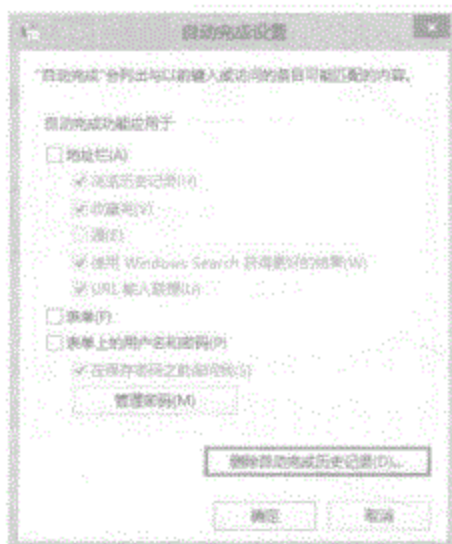 自动完成设置
“自动完成”会列出与以前键入或访问的条目可能匹配的内容。
自动完成功能应用于
地址栏(A)
浏览历史记录(H)
收藏夹(V)
源(E)
使用 Windows Search 获得更好的结果(W)
URL 输入联想(U)
表单(F)
表单上的用户名和密码(P)
在保存密码之前询问我(S)
管理密码(M)
删除自动完成历史记录(D)...
确定
取消